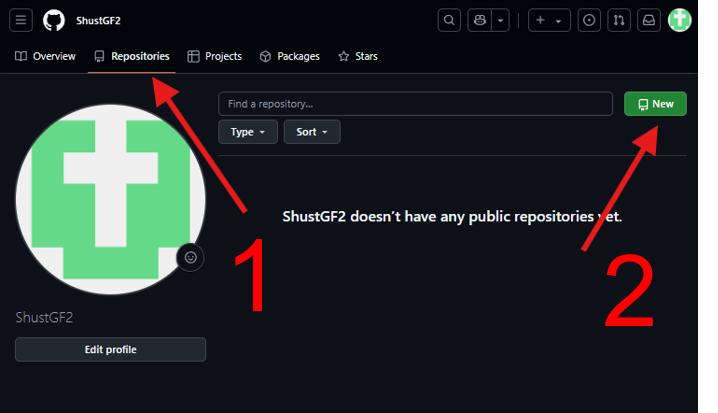 ShustGF2
Overview Repositories Projects Packages Stars
Find a repository...
New
Type Sort
ShustGF2 doesn't have any public repositories yet.
1
2
ShustGF2
Edit profile